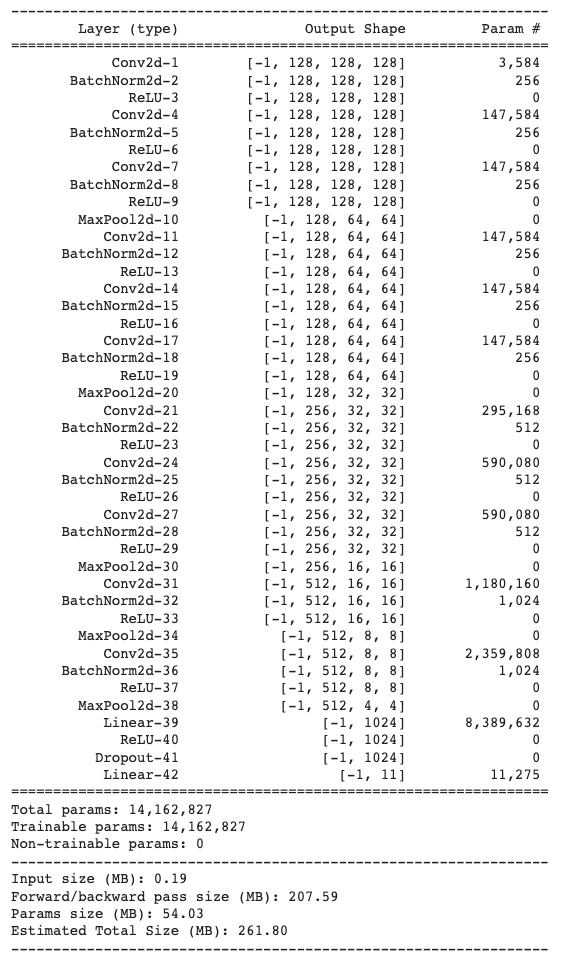 ----------------------------------------------------------------
        Layer (type)               Output Shape         Param #
================================================================
            Conv2d-1        [-1, 128, 128, 128]           3,584
       BatchNorm2d-2        [-1, 128, 128, 128]             256
              ReLU-3        [-1, 128, 128, 128]               0
            Conv2d-4        [-1, 128, 128, 128]         147,584
       BatchNorm2d-5        [-1, 128, 128, 128]             256
              ReLU-6        [-1, 128, 128, 128]               0
            Conv2d-7        [-1, 128, 128, 128]         147,584
       BatchNorm2d-8        [-1, 128, 128, 128]             256
              ReLU-9        [-1, 128, 128, 128]               0
        MaxPool2d-10          [-1, 128, 64, 64]               0
           Conv2d-11          [-1, 128, 64, 64]         147,584
      BatchNorm2d-12          [-1, 128, 64, 64]             256
             ReLU-13          [-1, 128, 64, 64]               0
           Conv2d-14          [-1, 128, 64, 64]         147,584
      BatchNorm2d-15          [-1, 128, 64, 64]             256
             ReLU-16          [-1, 128, 64, 64]               0
           Conv2d-17          [-1, 128, 64, 64]         147,584
      BatchNorm2d-18          [-1, 128, 64, 64]             256
             ReLU-19          [-1, 128, 64, 64]               0
        MaxPool2d-20          [-1, 128, 32, 32]               0
           Conv2d-21          [-1, 256, 32, 32]         295,168
      BatchNorm2d-22          [-1, 256, 32, 32]             512
             ReLU-23          [-1, 256, 32, 32]               0
           Conv2d-24          [-1, 256, 32, 32]         590,080
      BatchNorm2d-25          [-1, 256, 32, 32]             512
             ReLU-26          [-1, 256, 32, 32]               0
           Conv2d-27          [-1, 256, 32, 32]         590,080
      BatchNorm2d-28          [-1, 256, 32, 32]             512
             ReLU-29          [-1, 256, 32, 32]               0
        MaxPool2d-30          [-1, 256, 16, 16]               0
           Conv2d-31          [-1, 512, 16, 16]       1,180,160
      BatchNorm2d-32          [-1, 512, 16, 16]           1,024
             ReLU-33          [-1, 512, 16, 16]               0
        MaxPool2d-34            [-1, 512, 8, 8]               0
           Conv2d-35            [-1, 512, 8, 8]       2,359,808
      BatchNorm2d-36            [-1, 512, 8, 8]           1,024
             ReLU-37            [-1, 512, 8, 8]               0
        MaxPool2d-38            [-1, 512, 4, 4]               0
           Linear-39                 [-1, 1024]       8,389,632
             ReLU-40                 [-1, 1024]               0
          Dropout-41                 [-1, 1024]               0
           Linear-42                   [-1, 11]          11,275
================================================================
Total params: 14,162,827
Trainable params: 14,162,827
Non-trainable params: 0
----------------------------------------------------------------
Input size (MB): 0.19
Forward/backward pass size (MB): 207.59
Params size (MB): 54.03
Estimated Total Size (MB): 261.80
----------------------------------------------------------------